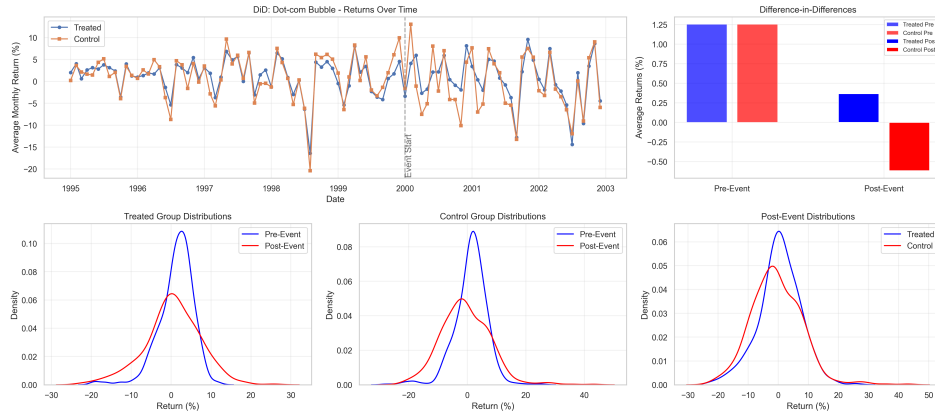 DiD: Dot-com Bubble - Returns Over Time
Treated
Control
Average Monthly Return (%)
10
5
0
−5
−10
−15
−20
Event Start
1995
1996
1997
1998
1999
2000
2001
2002
2003
Date
Difference-in-Differences
Treated Pre
Control Pre
Treated Post
Control Post
Average Returns (%)
1.25
1.00
0.75
0.50
0.25
0.00
−0.25
−0.50
Pre-Event
Post-Event
Treated Group Distributions
Pre-Event
Post-Event
Density
0.10
0.08
0.06
0.04
0.02
0.00
−30
−20
−10
0
10
20
30
Return (%)
Control Group Distributions
Pre-Event
Post-Event
Density
0.08
0.06
0.04
0.02
0.00
−20
0
20
40
Return (%)
Post-Event Distributions
Treated
Control
Density
0.06
0.05
0.04
0.03
0.02
0.01
0.00
−30
−20
−10
0
10
20
30
40
50
Return (%)